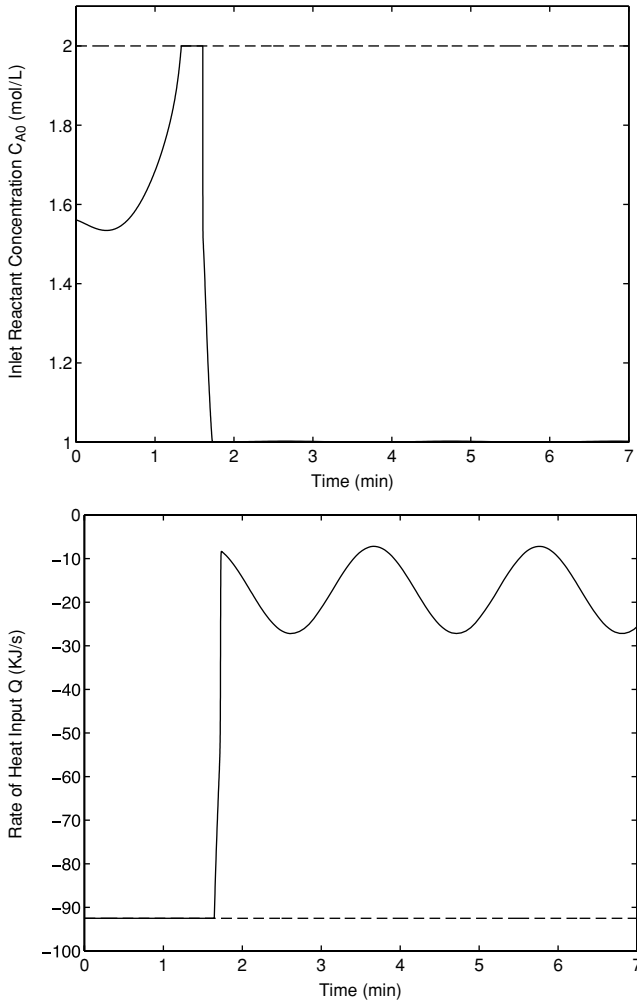 2
1.8
1.6
1.4
1.2
1
Inlet Reactant Concentration C_A0 (mol/L)
0 1 2 3 4 5 6 7
Time (min)
0
−10
−20
−30
−40
−50
−60
−70
−80
−90
−100
Rate of Heat Input Q (KJ/s)
0 1 2 3 4 5 6 7
Time (min)